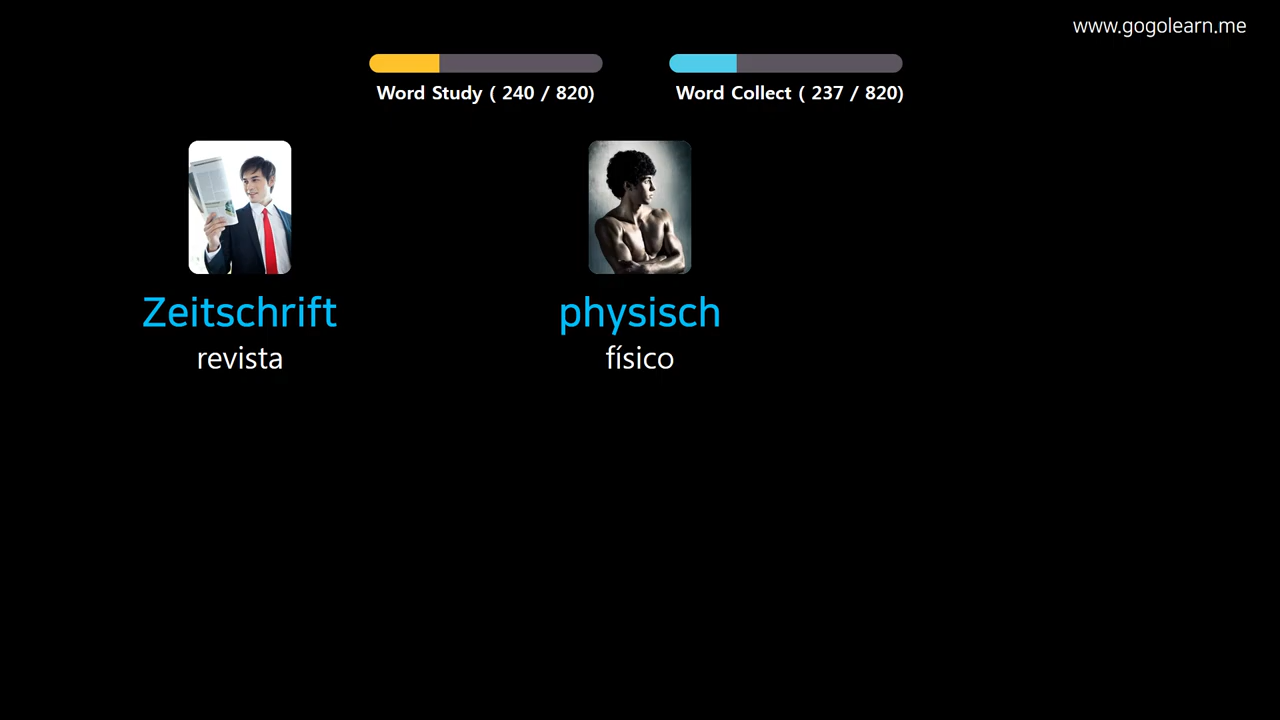 www.gogolearn.me
Word Study ( 240 / 820)
Word Collect ( 237 / 820)
Zeitschrift
physisch
revista
físico